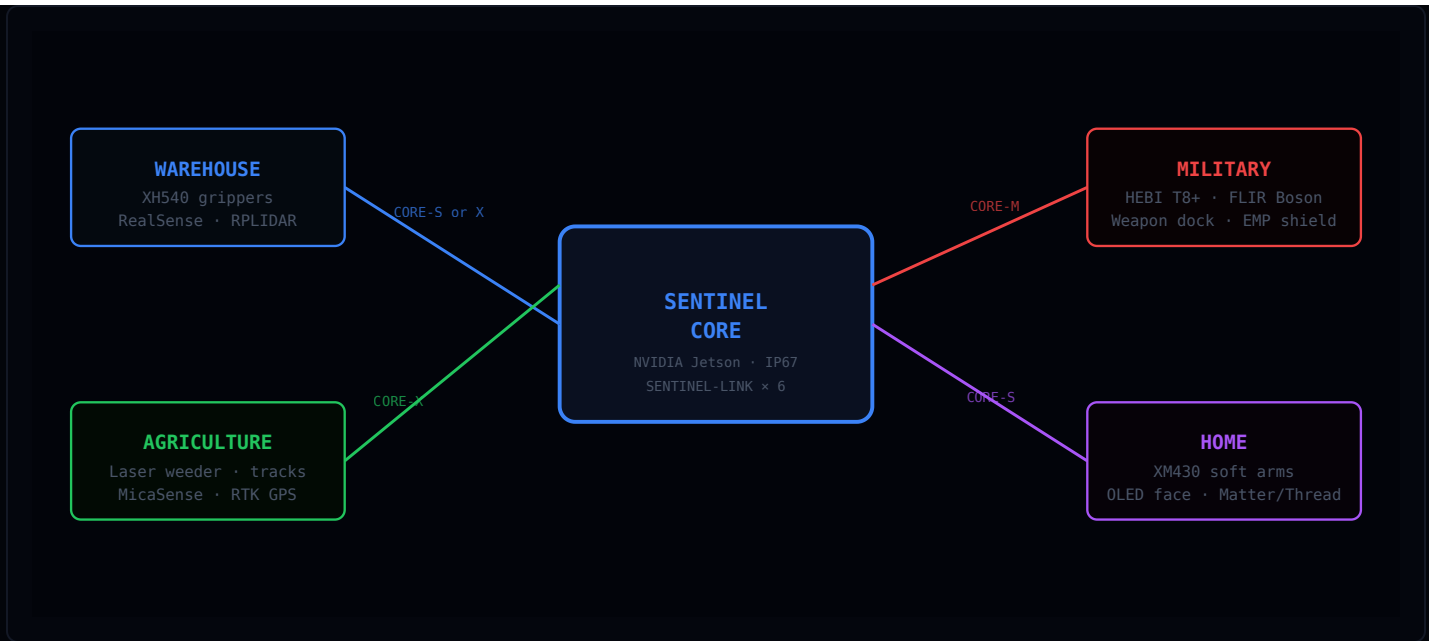 WAREHOUSE
XH540 grippers
RealSense · RPLIDAR
CORE-S or X
AGRICULTURE
Laser weeder · tracks
MicaSense · RTK GPS
CORE-X
SENTINEL
CORE
NVIDIA Jetson · IP67
SENTINEL-LINK × 6
MILITARY
HEBI T8+ · FLIR Boson
Weapon dock · EMP shield
CORE-M
HOME
XM430 soft arms
OLED face · Matter/Thread
CORE-S